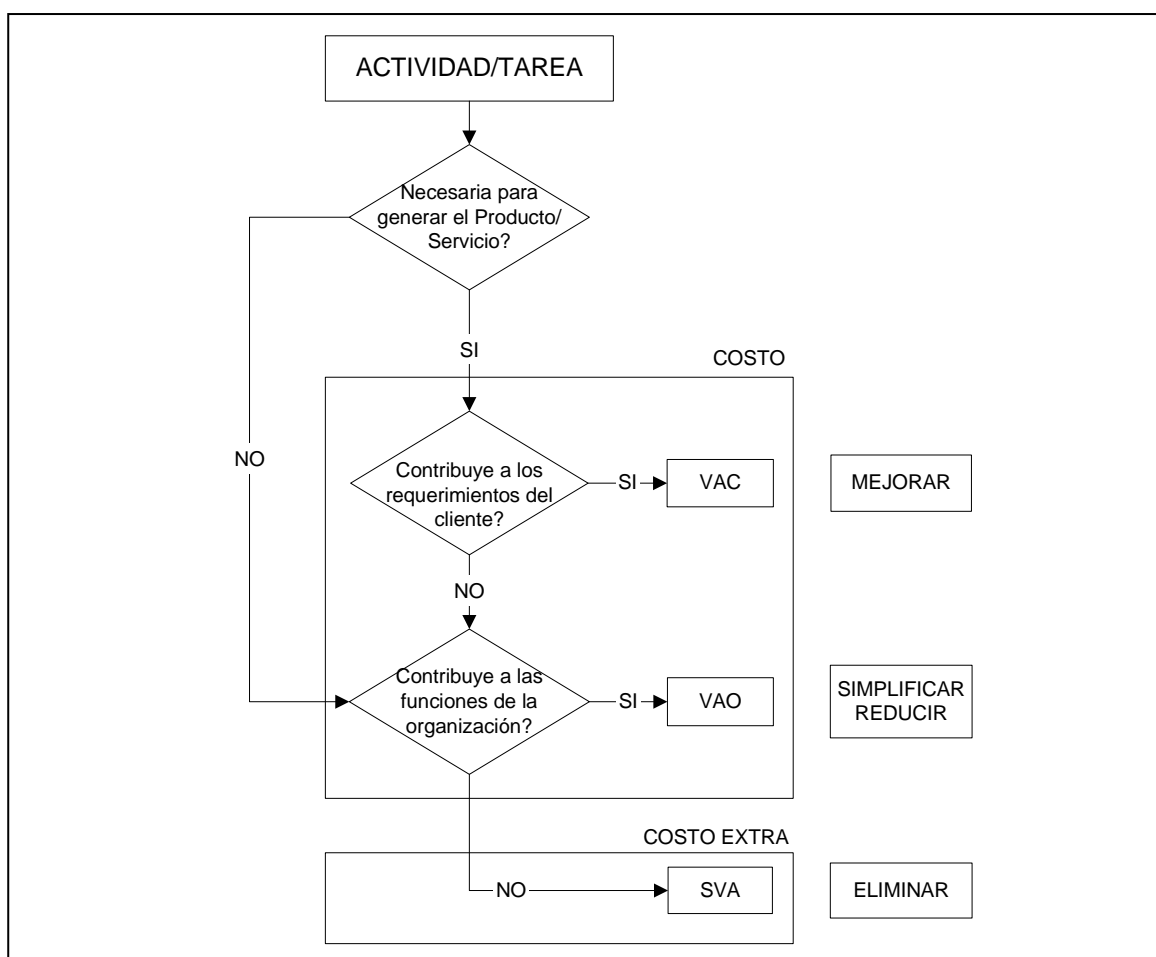 ACTIVIDAD/TAREA
Necesaria para
generar el Producto/
Servicio?
SI
COSTO
NO
Contribuye a los
requerimientos del
cliente?
SI
VAC
MEJORAR
NO
Contribuye a las
funciones de la
organización?
SI
VAO
SIMPLIFICAR
REDUCIR
COSTO EXTRA
NO
SVA
ELIMINAR